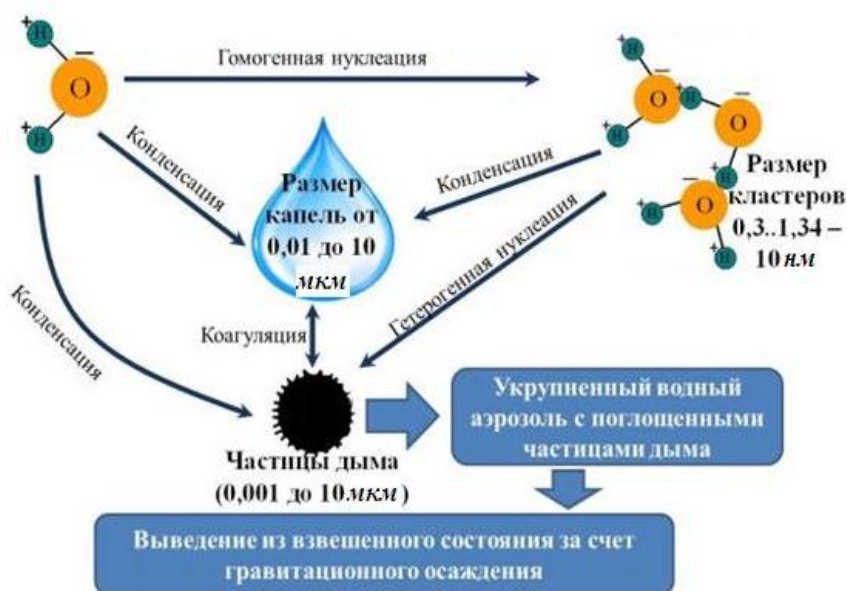 +
H
−
O
+
H
Гомогенная нуклеация
+
H
−
O
H
+
H
−
O
H
−
O
+
H
+
H
Конденсация
Размер
капель от
0,01 до 10
мкм
Конденсация
Размер
кластеров
0,3..1,34 –
10 нм
Конденсация
Коагуляция
Гетерогенная нуклеация
Частицы дыма
(0,001 до 10 мкм )
Укрупненный водный
аэрозоль с поглощенными
частицами дыма
Выведение из взвешенного состояния за счет
гравитационного осаждения